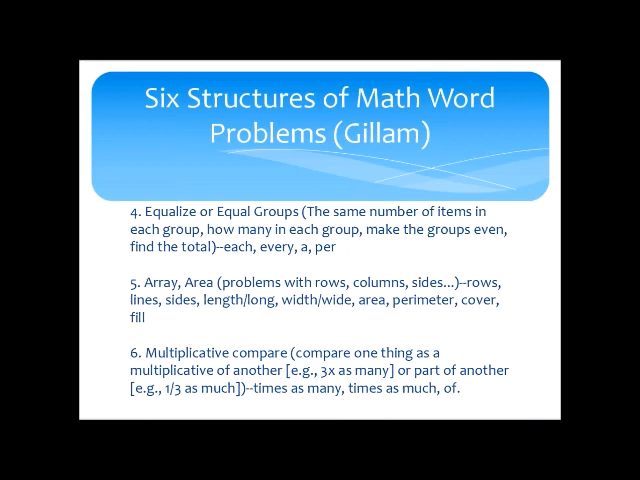 Six Structures of Math Word
Problems (Gillam)
4. Equalize or Equal Groups (The same number of items in
each group, how many in each group, make the groups even,
find the total)--each, every, a, per
5. Array, Area (problems with rows, columns, sides...)--rows,
lines, sides, length/long, width/wide, area, perimeter, cover,
fill
6. Multiplicative compare (compare one thing as a
multiplicative of another [e.g., 3x as many] or part of another
[e.g., 1/3 as much])--times as many, times as much, of.